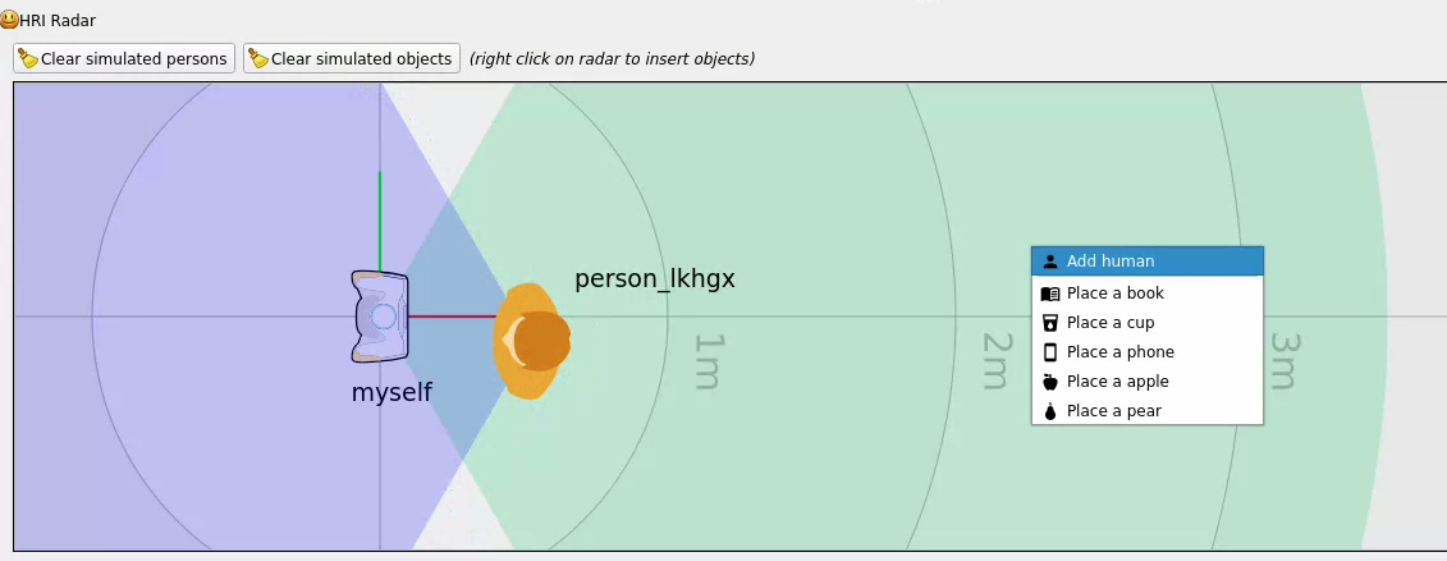 HRI Radar
Clear simulated persons Clear simulated objects (right click on radar to insert objects)
person_lkhgx
myself
1m
2m
3m
Add human
Place a book
Place a cup
Place a phone
Place a apple
Place a pear